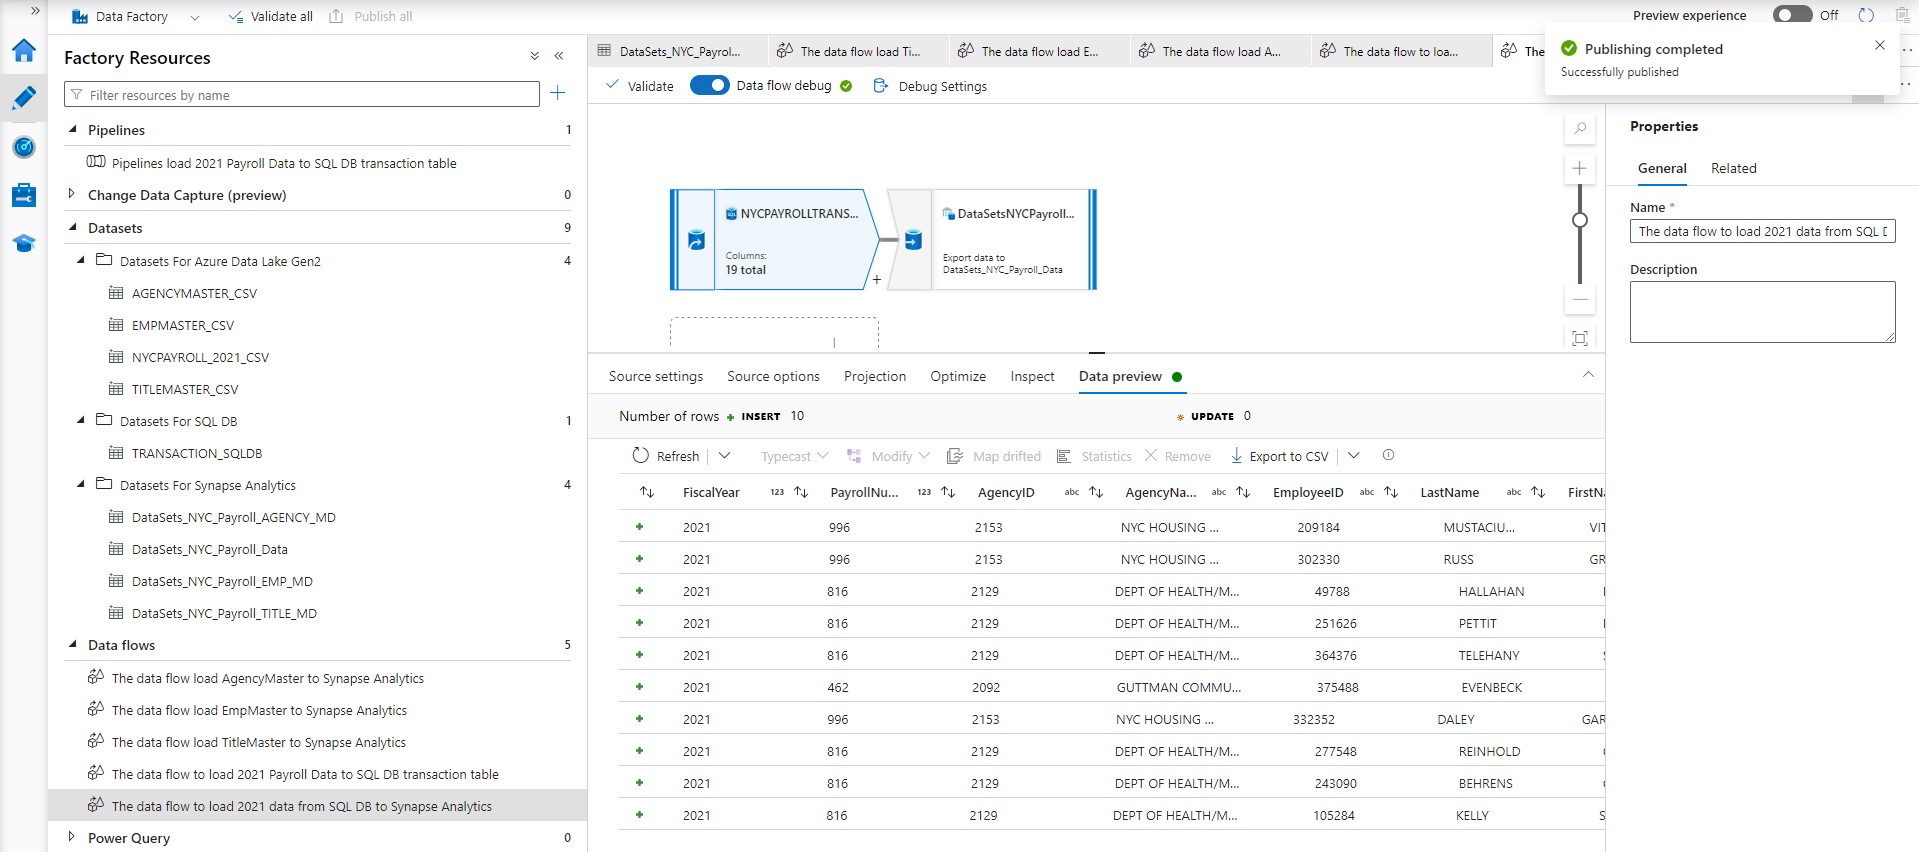 Data Factory
Validate all
Publish all
Preview experience
Off
Factory Resources
Filter resources by name
Pipelines 1
Pipelines load 2021 Payroll Data to SQL DB transaction table
Change Data Capture (preview) 0
Datasets 9
Datasets For Azure Data Lake Gen2 4
AGENCYMASTER_CSV
EMPMASTER_CSV
NYCPAYROLL_2021_CSV
TITLEMASTER_CSV
Datasets For SQL DB 1
TRANSACTION_SQLDB
Datasets For Synapse Analytics 4
DataSets_NYC_Payroll_AGENCY_MD
DataSets_NYC_Payroll_Data
DataSets_NYC_Payroll_EMP_MD
DataSets_NYC_Payroll_TITLE_MD
Data flows 5
The data flow load AgencyMaster to Synapse Analytics
The data flow load EmpMaster to Synapse Analytics
The data flow load TitleMaster to Synapse Analytics
The data flow to load 2021 Payroll Data to SQL DB transaction table
The data flow to load 2021 data from SQL DB to Synapse Analytics
Power Query 0
DataSets_NYC_Payrol...
The data flow load Ti...
The data flow load E...
The data flow load A...
The data flow to loa...
The
Publishing completed
Successfully published
Validate
Data flow debug
Debug Settings
NYCPAYROLLTRANS...
Columns:
19 total
DataSetsNYCPayroll...
Export data to
DataSets_NYC_Payroll_Data
Source settings Source options Projection Optimize Inspect Data preview
Number of rows + INSERT 10 UPDATE 0
Refresh Typecast Modify Map drifted Statistics Remove Export to CSV
FiscalYear 123 PayrollNu... 123 AgencyID abc AgencyNa... abc EmployeeID abc LastName abc FirstNa
+ 2021 996 2153 NYC HOUSING ... 209184 MUSTACIU... VIT
+ 2021 996 2153 NYC HOUSING ... 302330 RUSS GR
+ 2021 816 2129 DEPT OF HEALTH/M... 49788 HALLAHAN
+ 2021 816 2129 DEPT OF HEALTH/M... 251626 PETTIT
+ 2021 816 2129 DEPT OF HEALTH/M... 364376 TELEHANY
+ 2021 462 2092 GUTTMAN COMMU... 375488 EVENBECK
+ 2021 996 2153 NYC HOUSING ... 332352 DALEY GAR
+ 2021 816 2129 DEPT OF HEALTH/M... 277548 REINHOLD
+ 2021 816 2129 DEPT OF HEALTH/M... 243090 BEHRENS
+ 2021 816 2129 DEPT OF HEALTH/M... 105284 KELLY S
Properties
General Related
Name *
The data flow to load 2021 data from SQL D
Description